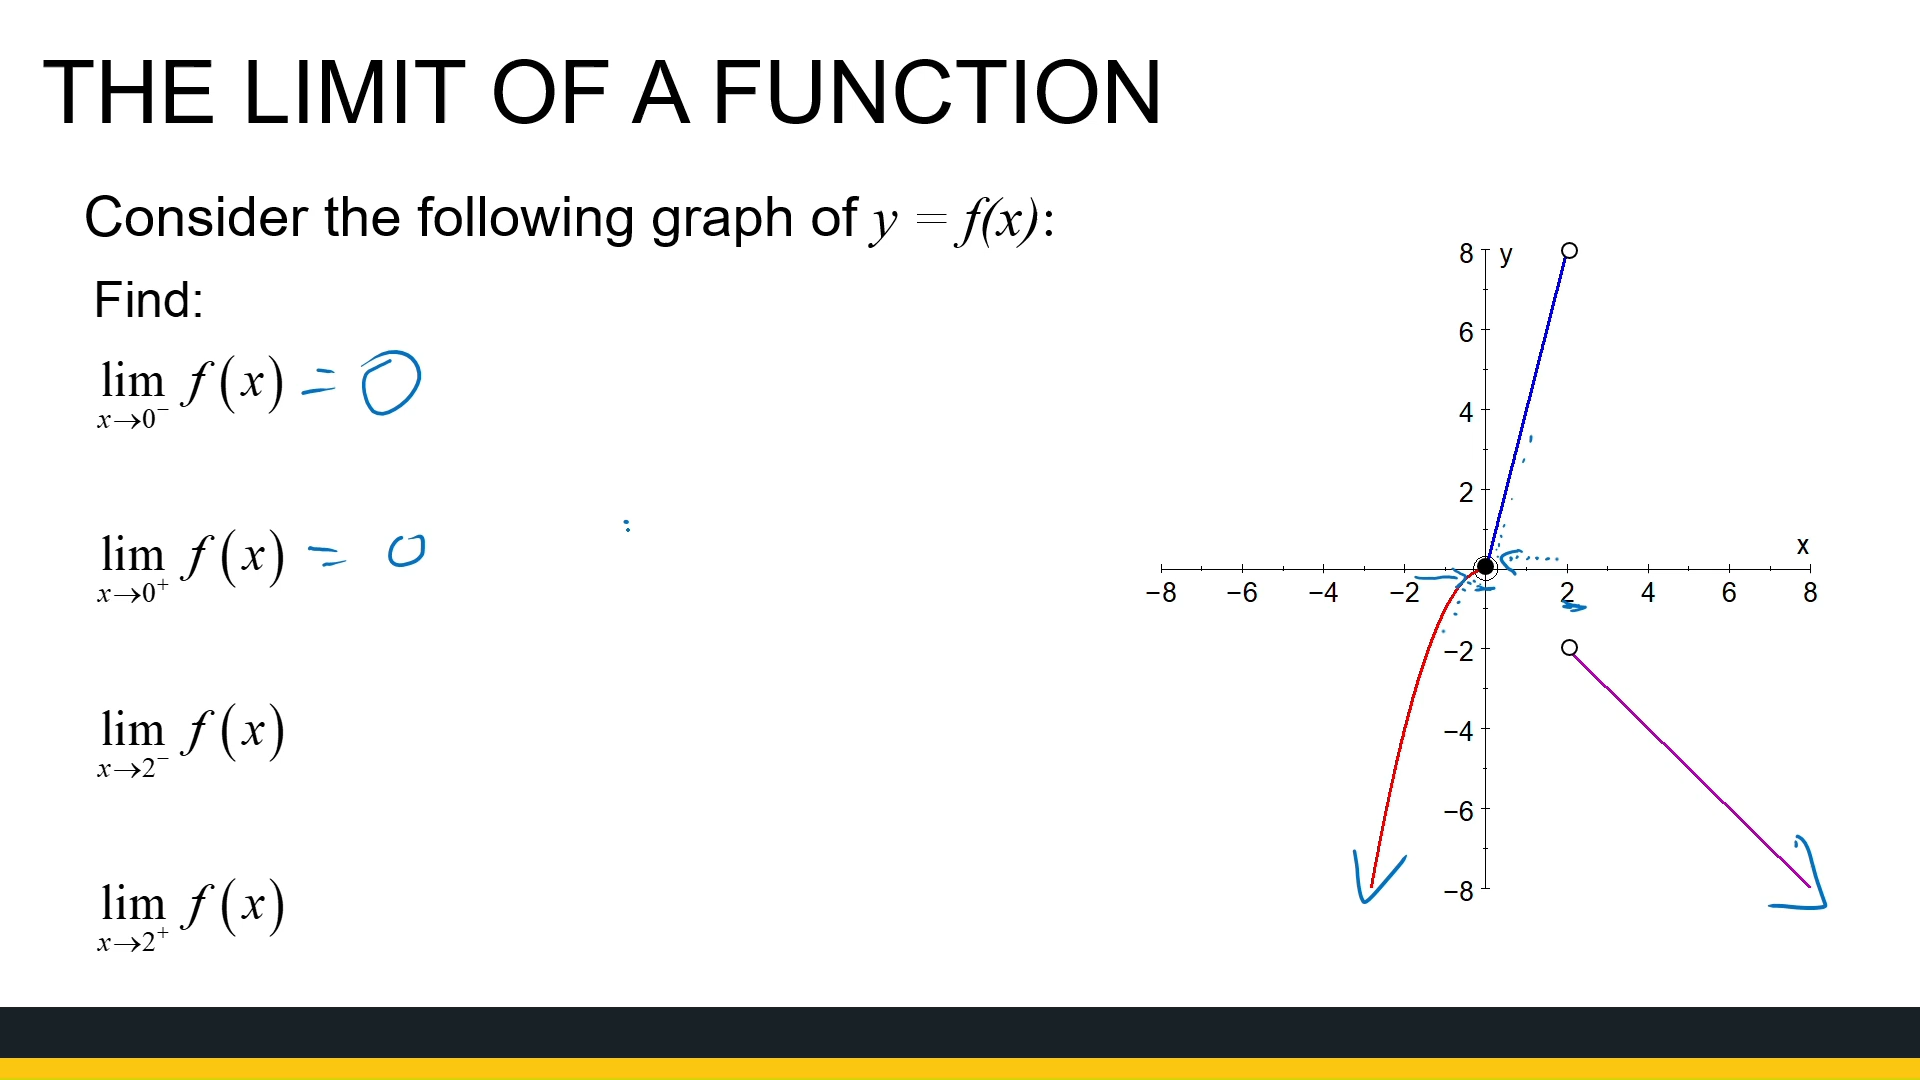 THE LIMIT OF A FUNCTION
Consider the following graph of y = f(x):
Find:
lim f(x) = 0
x→0⁻
lim f(x) = 0
x→0⁺
lim f(x)
x→2⁻
lim f(x)
x→2⁺
8 y
6
4
2
x
−8 −6 −4 −2 2 4 6 8
−2
−4
−6
−8